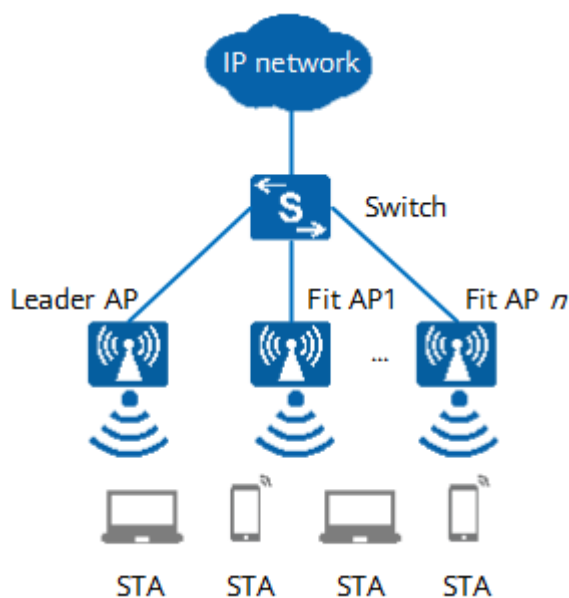 IP network
S
Switch
Leader AP
Fit AP1
Fit AP n
...
STA
STA
STA
STA